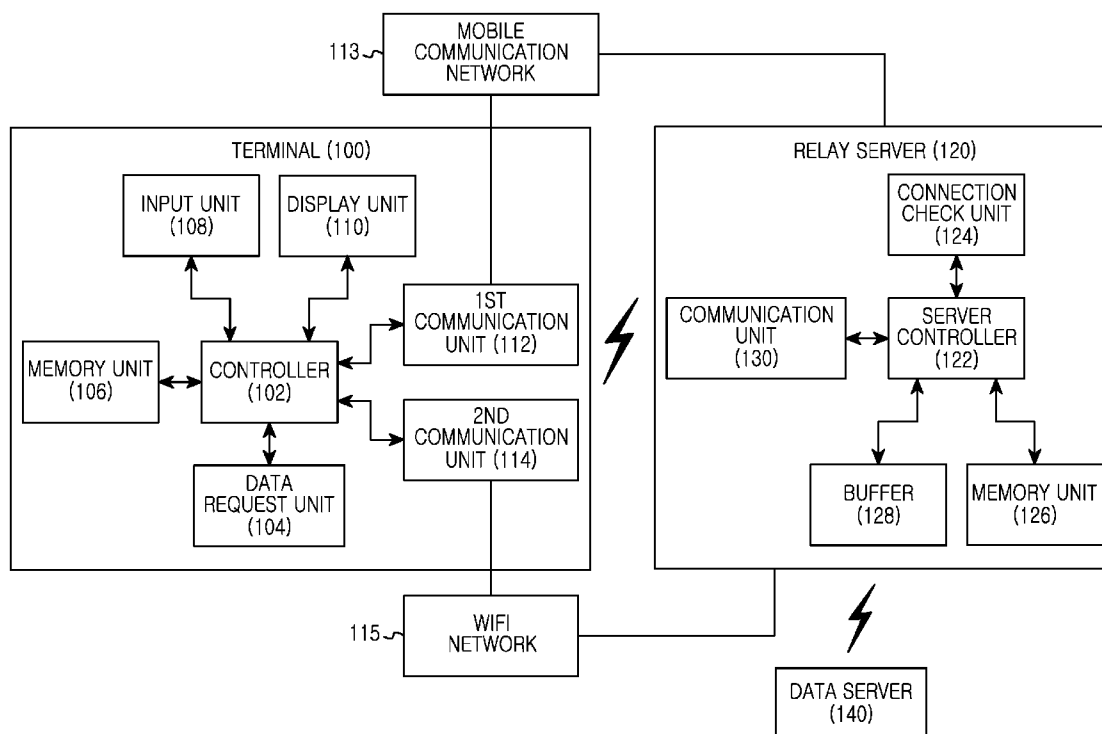 MOBILE
COMMUNICATION
NETWORK
113
TERMINAL (100)
INPUT UNIT
(108)
DISPLAY UNIT
(110)
1ST
COMMUNICATION
UNIT (112)
MEMORY UNIT
(106)
CONTROLLER
(102)
2ND
COMMUNICATION
UNIT (114)
DATA
REQUEST UNIT
(104)
RELAY SERVER (120)
CONNECTION
CHECK UNIT
(124)
COMMUNICATION
UNIT
(130)
SERVER
CONTROLLER
(122)
BUFFER
(128)
MEMORY UNIT
(126)
115
WIFI
NETWORK
DATA SERVER
(140)